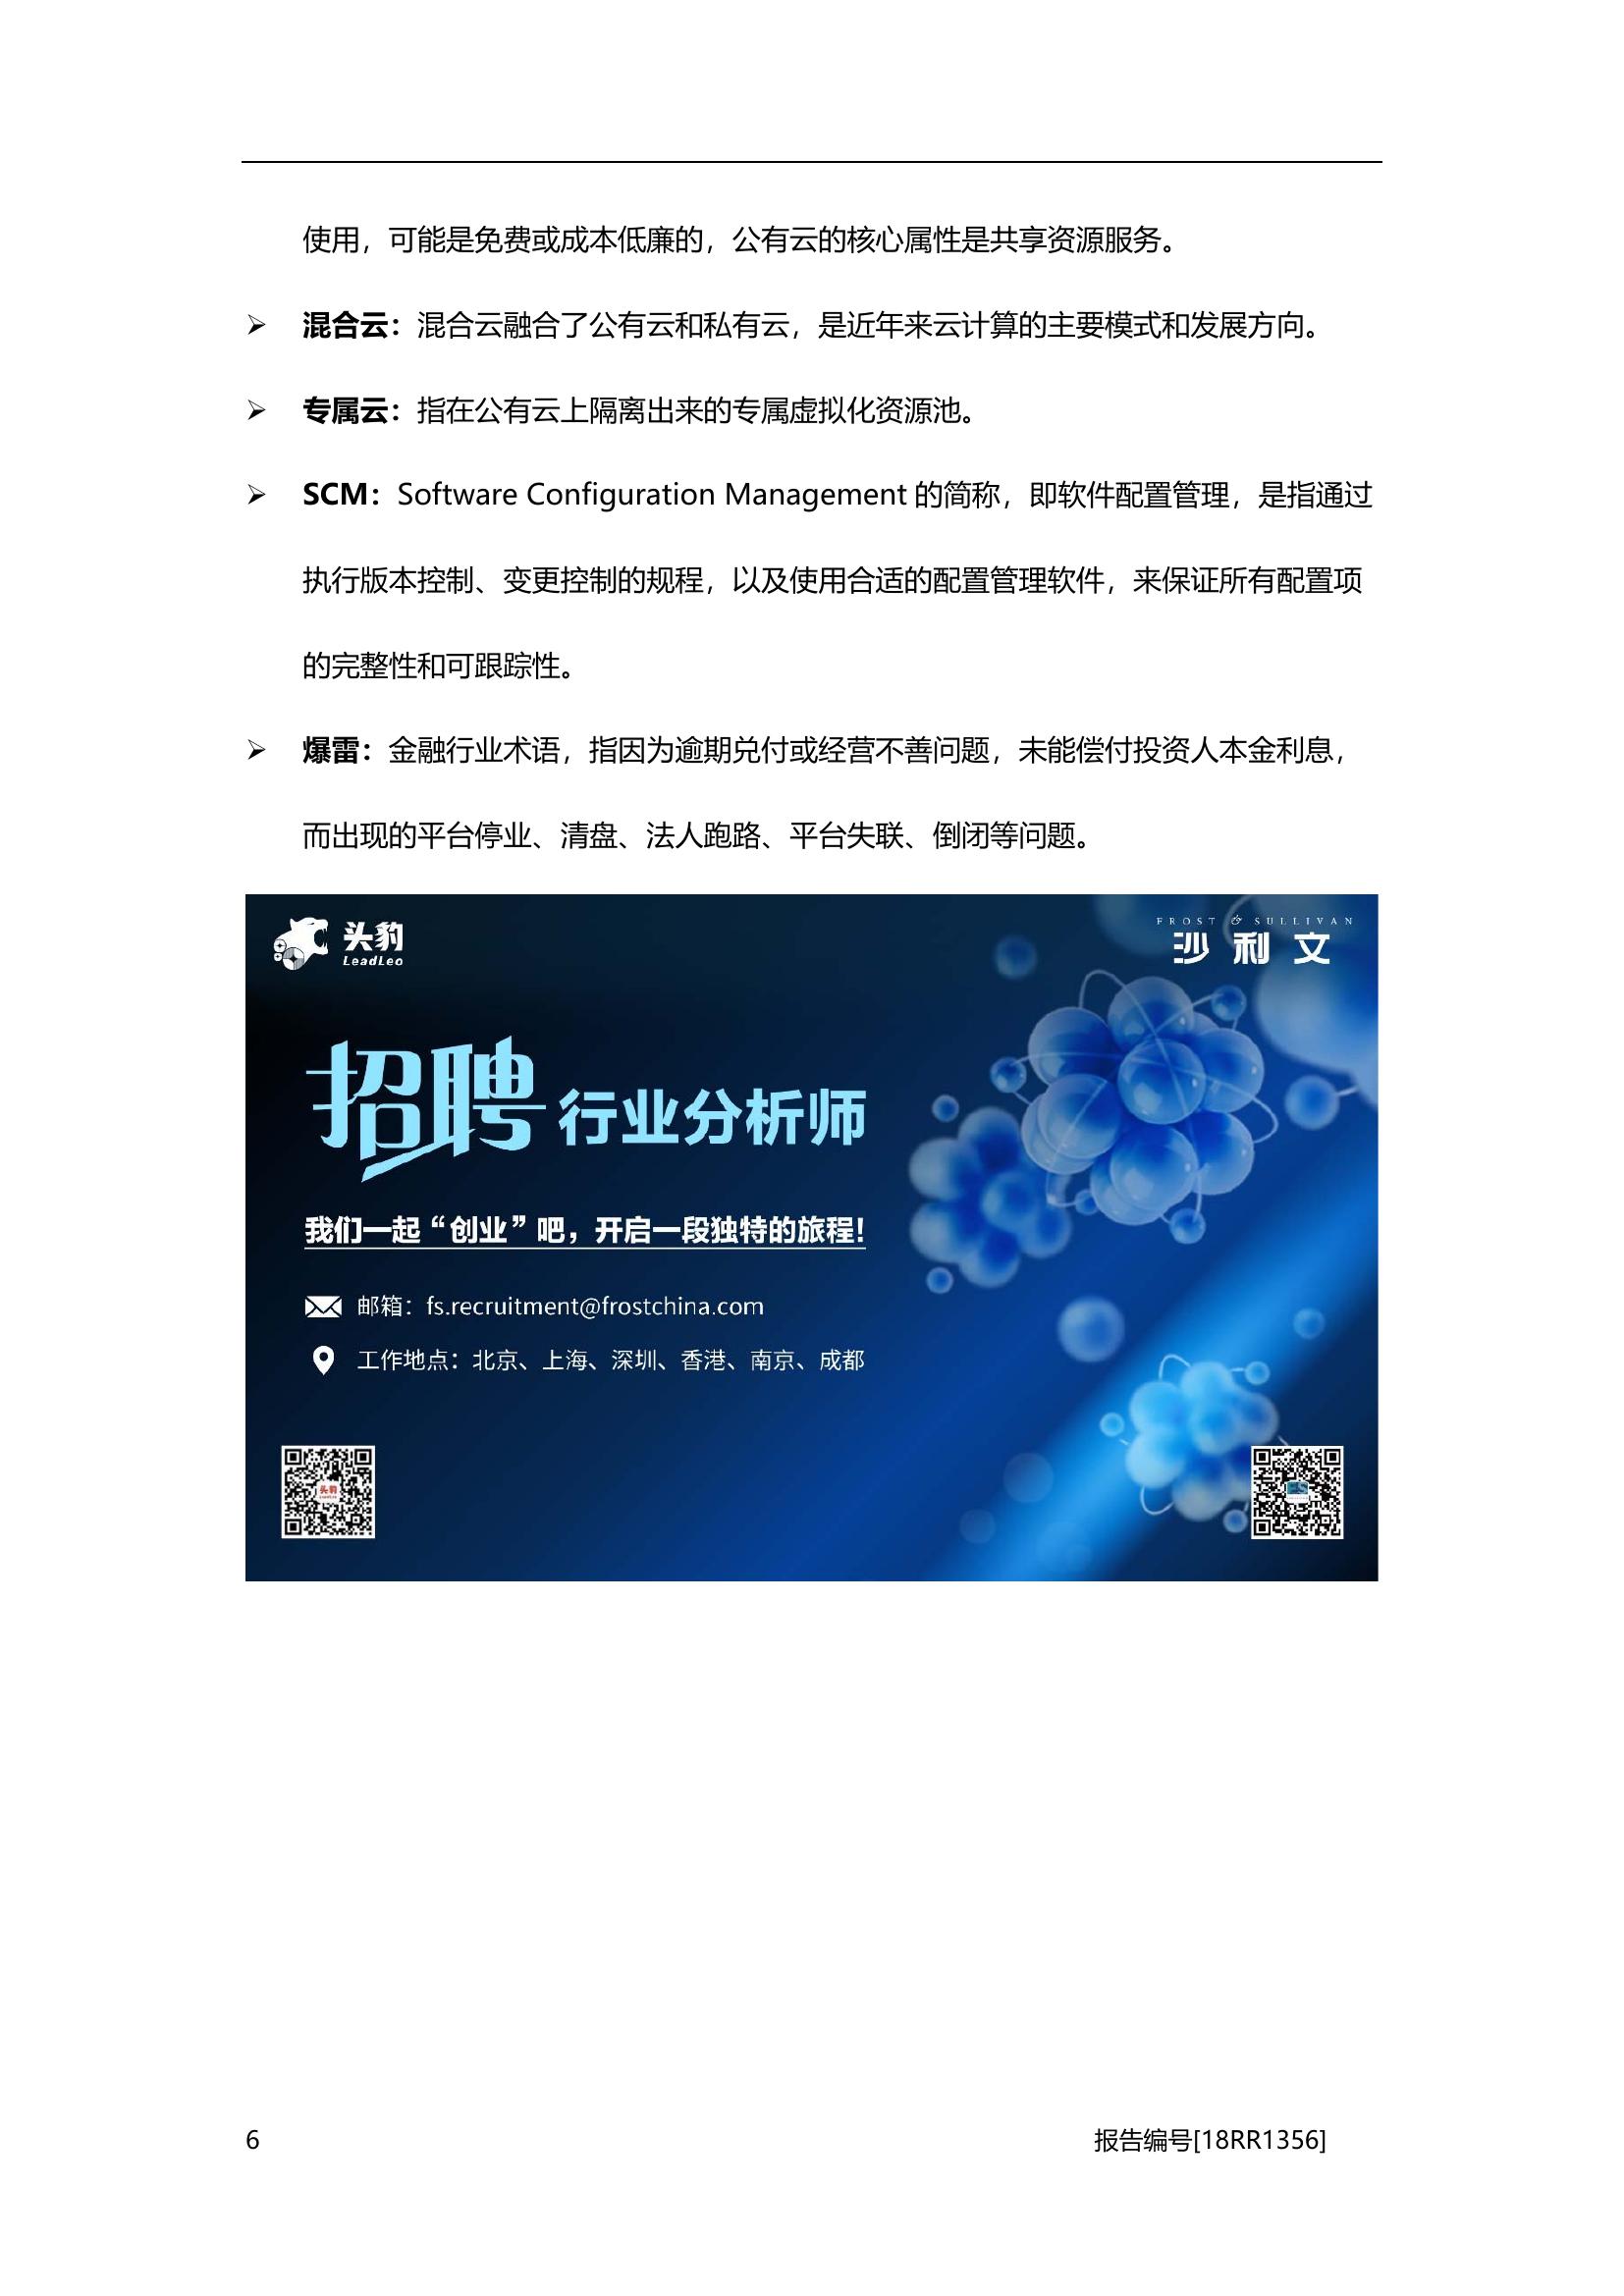 使用，可能是免费或成本低廉的，公有云的核心属性是共享资源服务。
➢ 混合云：混合云融合了公有云和私有云，是近年来云计算的主要模式和发展方向。
➢ 专属云：指在公有云上隔离出来的专属虚拟化资源池。
➢ SCM：Software Configuration Management 的简称，即软件配置管理，是指通过
执行版本控制、变更控制的规程，以及使用合适的配置管理软件，来保证所有配置项
的完整性和可跟踪性。
➢ 爆雷：金融行业术语，指因为逾期兑付或经营不善问题，未能偿付投资人本金利息，
而出现的平台停业、清盘、法人跑路、平台失联、倒闭等问题。
头豹
LeadLeo
FROST & SULLIVAN
沙利文
招聘 行业分析师
我们一起“创业”吧，开启一段独特的旅程！
邮箱：fs.recruitment@frostchina.com
工作地点：北京、上海、深圳、香港、南京、成都
头豹
FS
6 报告编号[18RR1356]